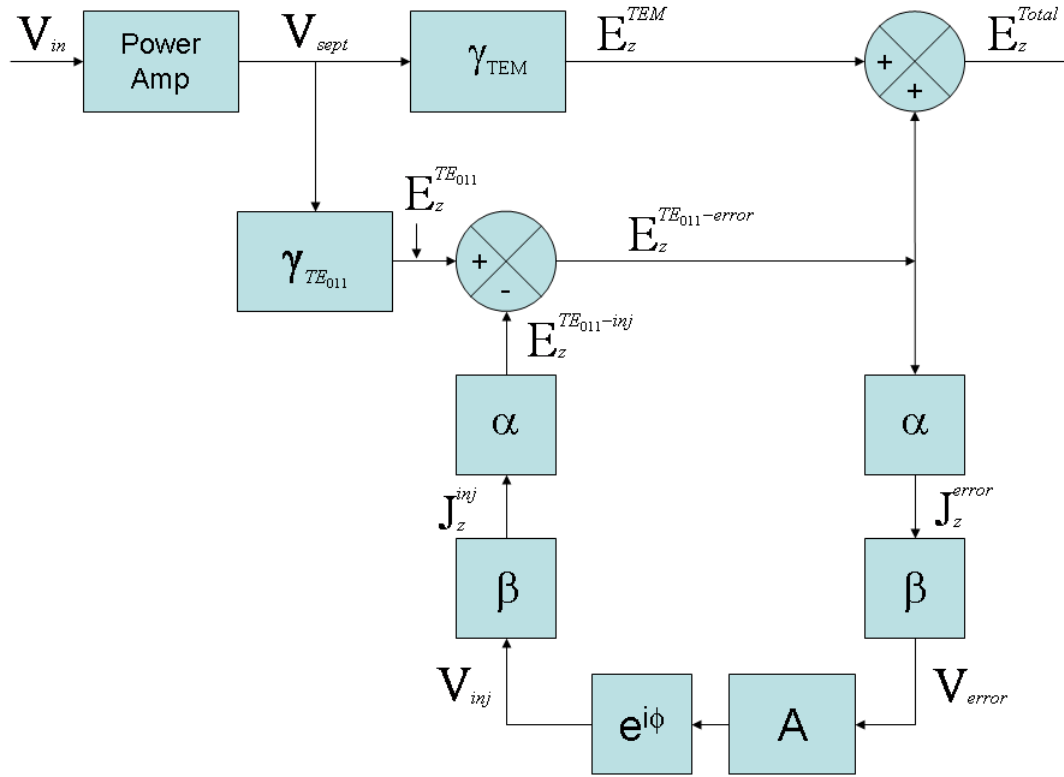 V_in
Power
Amp
V_sept
γ_TEM
E_z^TEM
+
+
E_z^Total
γ_TE₀₁₁
E_z^TE₀₁₁
+
-
E_z^TE₀₁₁–error
E_z^TE₀₁₁–inj
α
α
J_z^inj
J_z^error
β
β
V_inj
e^iϕ
A
V_error